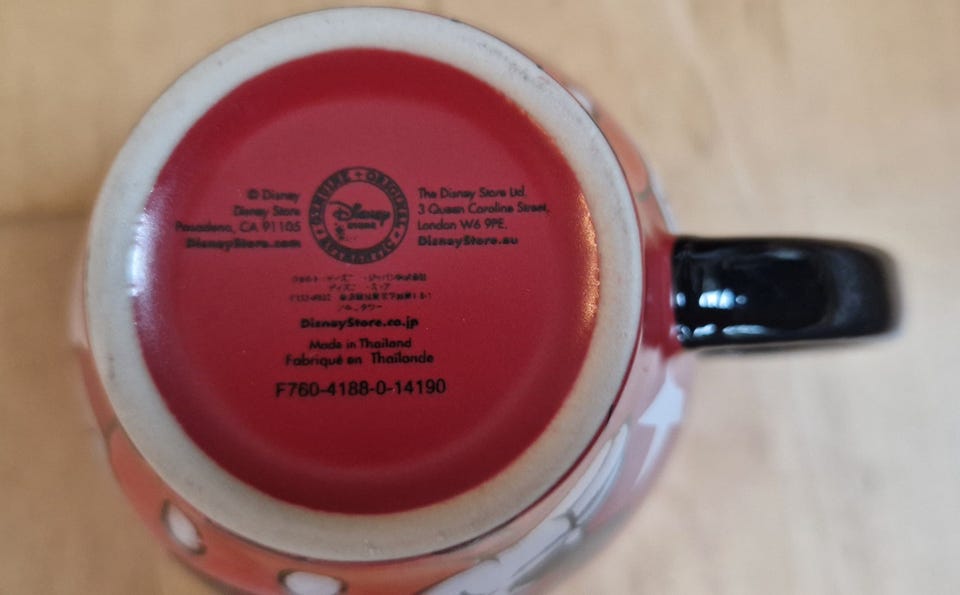 © Disney
Disney Store
Pasadena, CA 91105
DisneyStore.com
Disney
STORE
The Disney Store Ltd.
3 Queen Caroline Street,
London W6 9PE.
DisneyStore.eu
DisneyStore.co.jp
Made in Thailand
Fabriqué en Thaïlande
F760-4188-0-14190